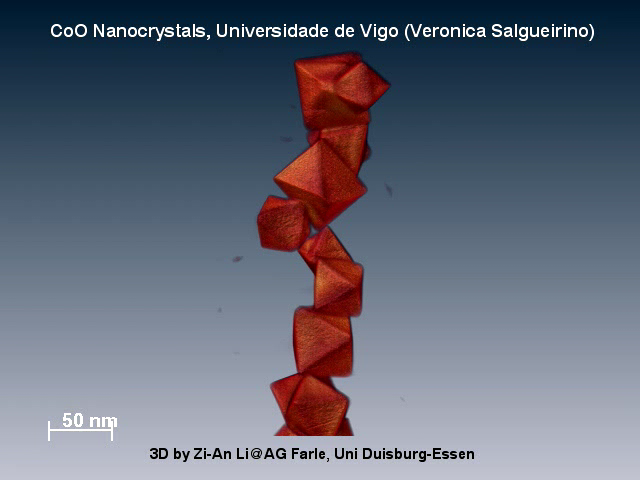 CoO Nanocrystals, Universidade de Vigo (Veronica Salgueirino)
50 nm
3D by Zi-An Li@AG Farle, Uni Duisburg-Essen